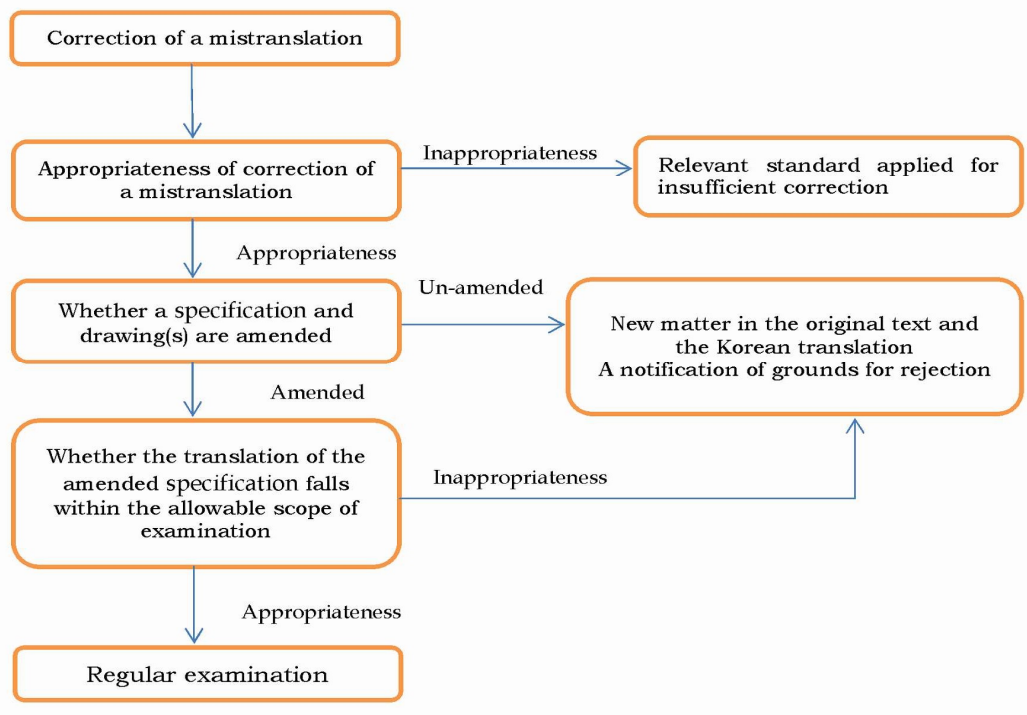 Correction of a mistranslation
Appropriateness of correction of
a mistranslation
Inappropriateness
Relevant standard applied for
insufficient correction
Appropriateness
Whether a specification and
drawing(s) are amended
Un-amended
New matter in the original text and
the Korean translation
A notification of grounds for rejection
Amended
Whether the translation of the
amended specification falls
within the allowable scope of
examination
Inappropriateness
Appropriateness
Regular examination